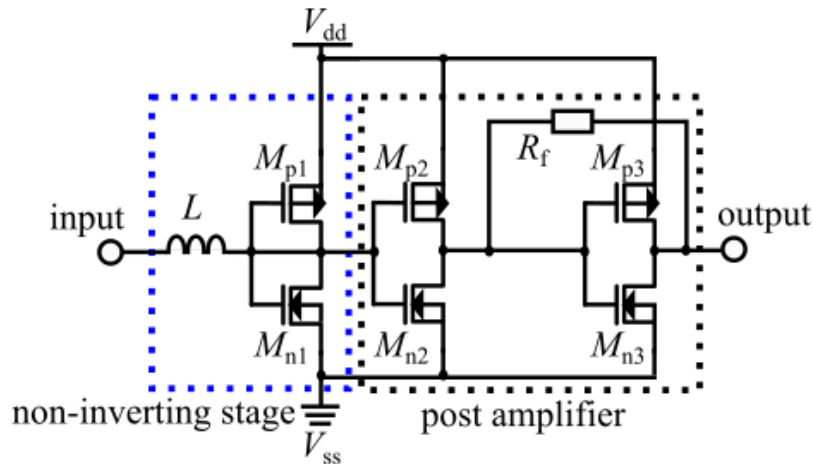 Vdd
Mp1
Mp2
Rf
Mp3
input
L
output
Mn1
Mn2
Mn3
non-inverting stage
post amplifier
Vss